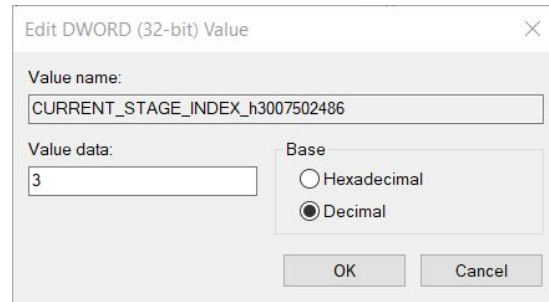 Edit DWORD (32-bit) Value
Value name:
CURRENT_STAGE_INDEX_h3007502486
Value data:
3
Base
Hexadecimal
Decimal
OK Cancel